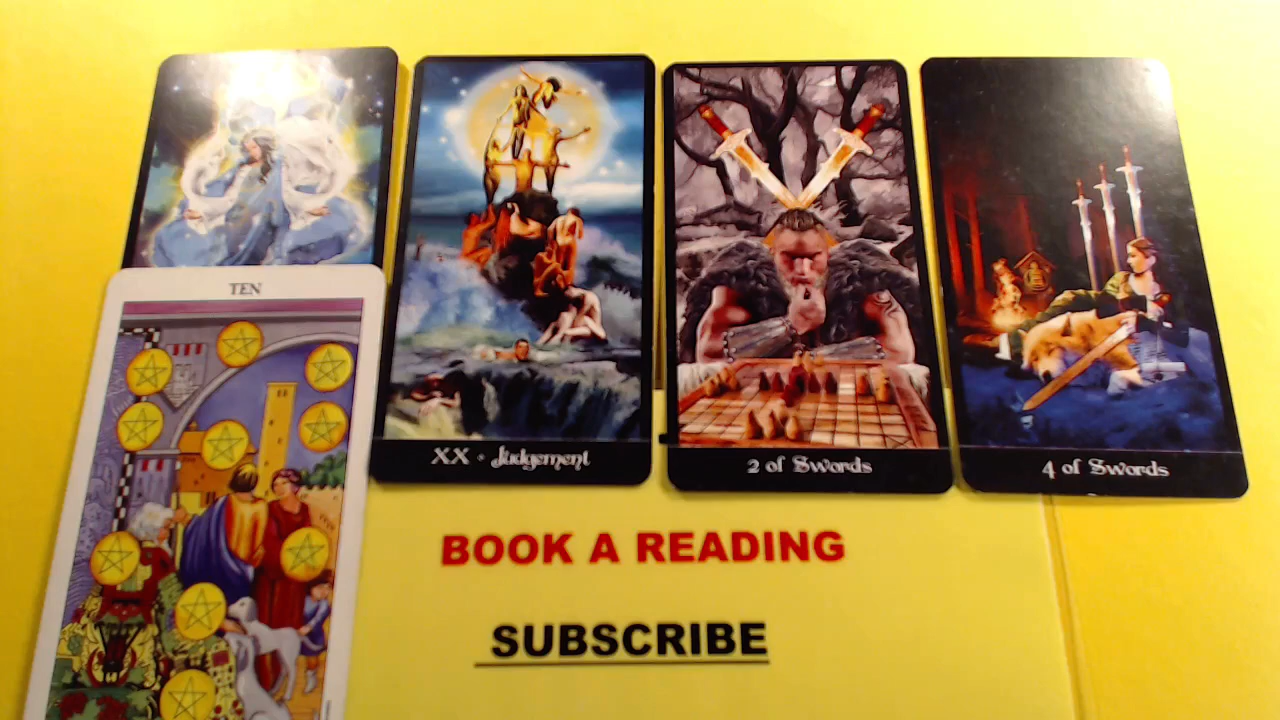 TEN
XX • Judgement
2 of Swords
4 of Swords
BOOK A READING
SUBSCRIBE